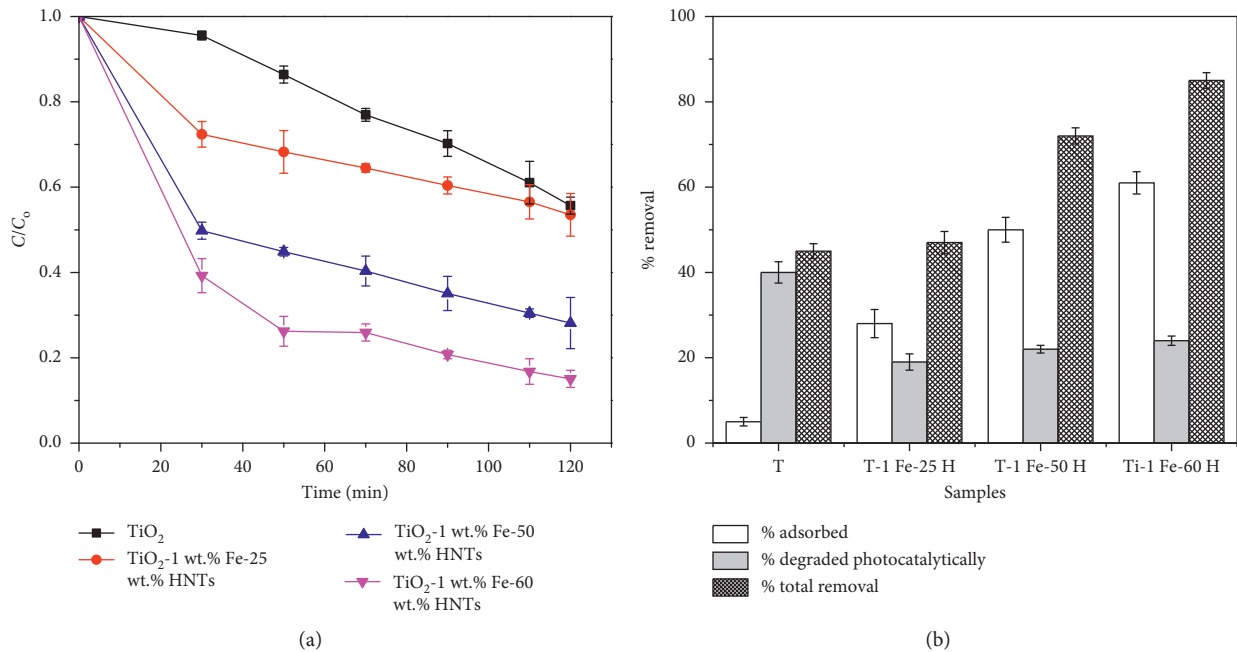 1.0
0.8
0.6
0.4
0.2
0.0
C/Co
0
20
40
60
80
100
120
Time (min)
TiO2
TiO2-1 wt.% Fe-25
wt.% HNTs
TiO2-1 wt.% Fe-50
wt.% HNTs
TiO2-1 wt.% Fe-60
wt.% HNTs
(a)
100
80
60
40
20
0
% removal
T
T-1 Fe-25 H
T-1 Fe-50 H
Ti-1 Fe-60 H
Samples
% adsorbed
% degraded photocatalytically
% total removal
(b)